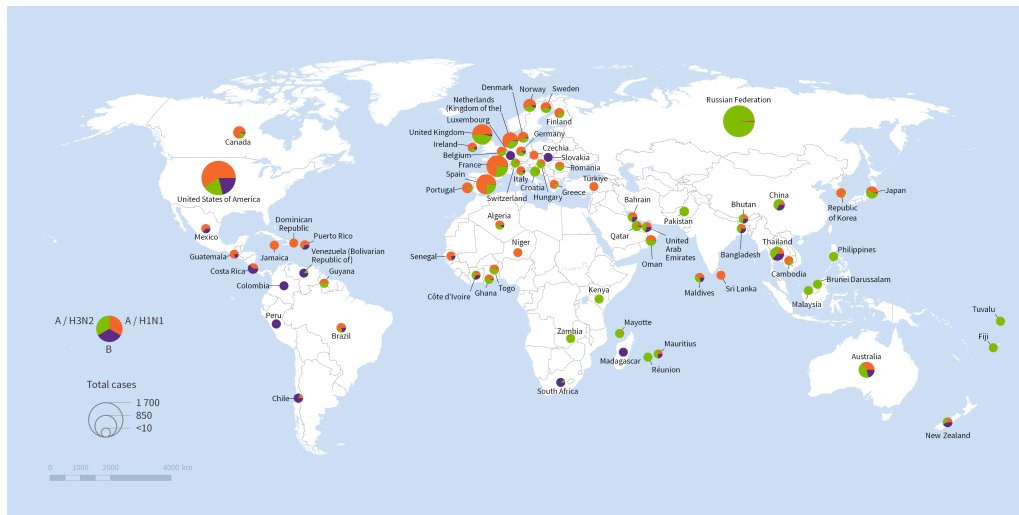 Russian Federation
Denmark
Norway
Sweden
Netherlands
(Kingdom of the)
Luxembourg
Finland
United Kingdom
Germany
Canada
Ireland
Czechia
Belgium
Slovakia
France
Romania
Spain
Italy
Türkiye
Portugal
Croatia
Greece
Switzerland
Hungary
United States of America
China
Japan
Bahrain
Bhutan
Republic
of Korea
Dominican
Republic
Algeria
Pakistan
Mexico
Puerto Rico
Qatar
United
Arab
Emirates
Niger
Thailand
Guatemala
Jamaica
Venezuela (Bolivarian
Republic of)
Senegal
Oman
Bangladesh
Philippines
Costa Rica
Guyana
Cambodia
Colombia
Côte d'Ivoire
Ghana
Togo
Kenya
Maldives
Sri Lanka
Brunei Darussalam
Malaysia
Tuvalu
Peru
A / H3N2
A / H1N1
B
Brazil
Zambia
Mayotte
Mauritius
Fiji
Madagascar
Réunion
Australia
Total cases
1 700
850
<10
Chile
South Africa
New Zealand
0 1000 2000 4000 km